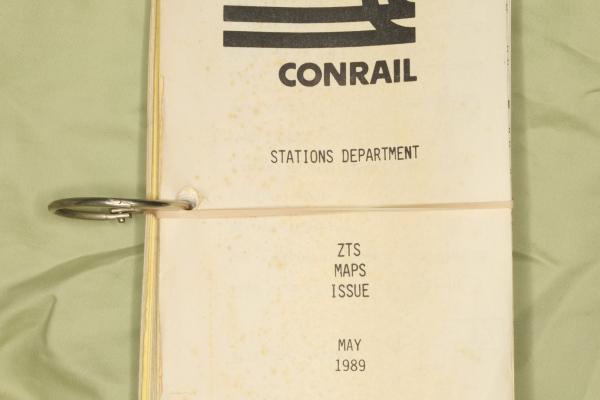 CONRAIL
STATIONS DEPARTMENT
ZTS
MAPS
ISSUE
MAY
1989